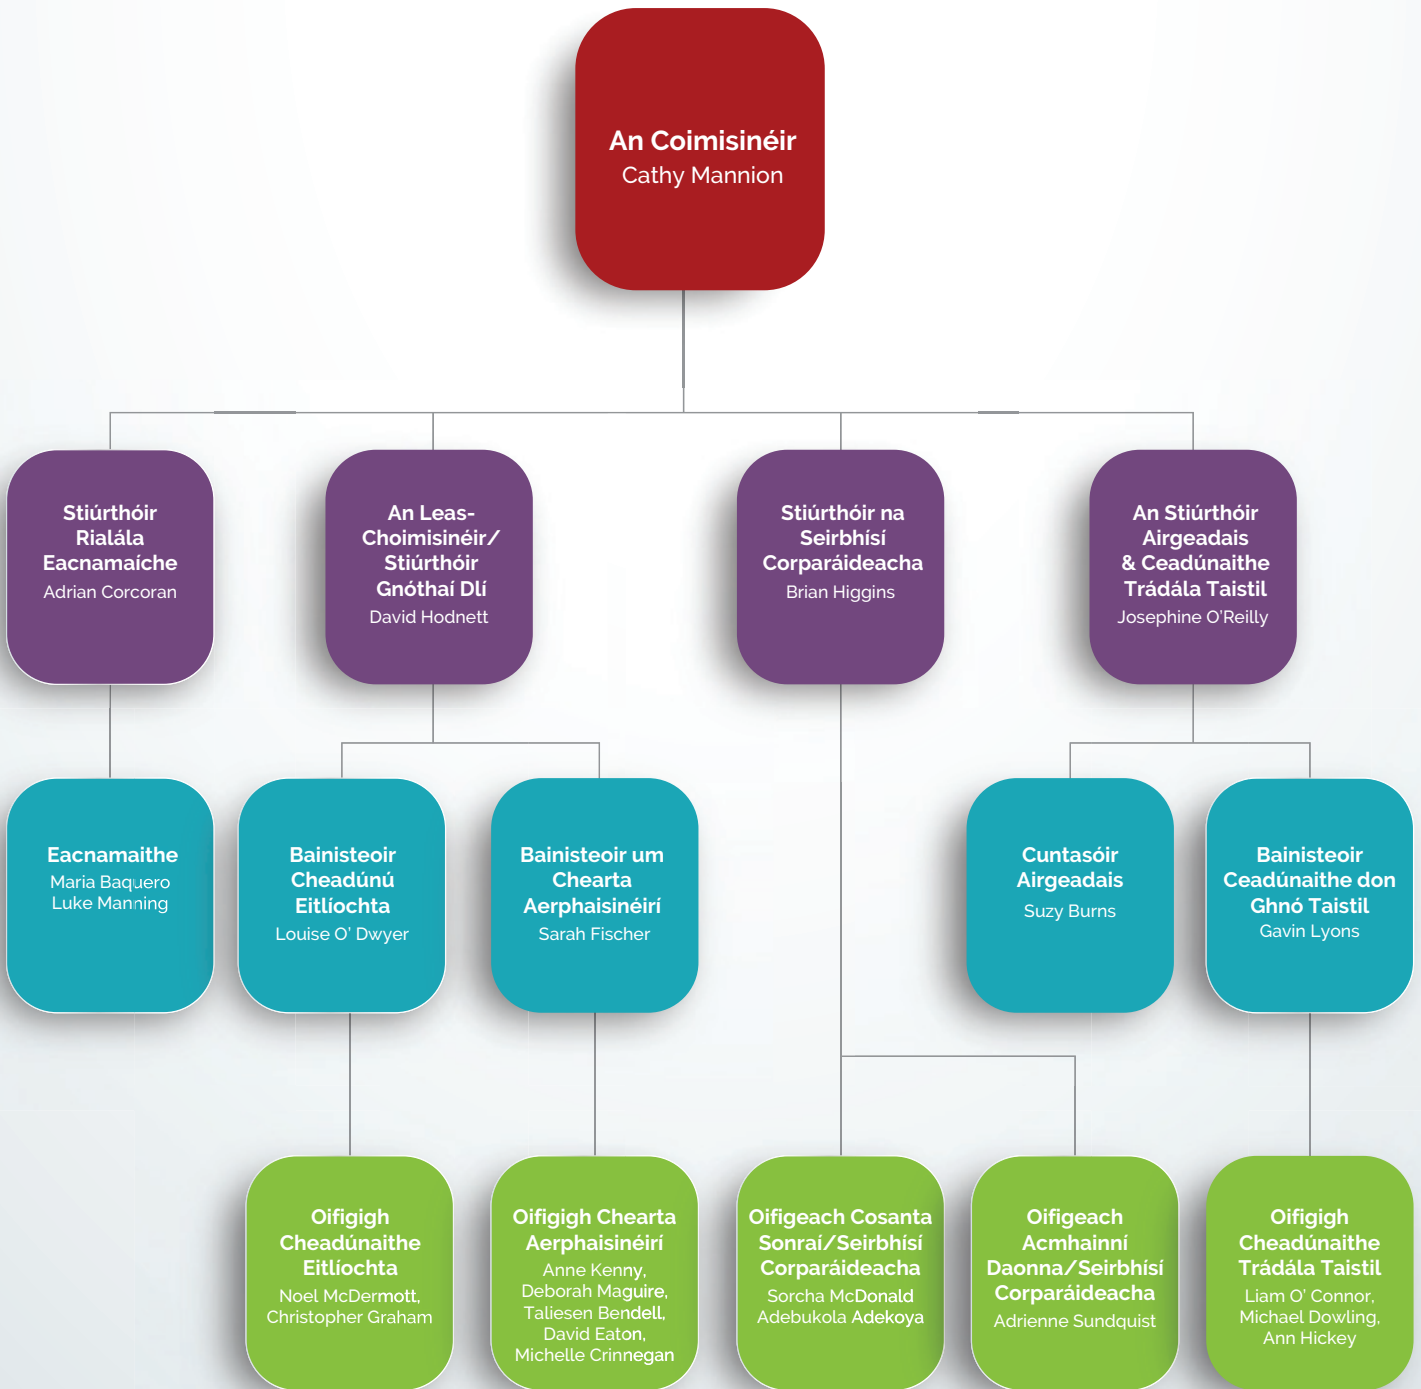 An Coimisinéir
Cathy Mannion
Stiúrthóir
Rialála
Eacnamaíche
Adrian Corcoran
An Leas-
Choimisinéir/
Stiúrthóir
Gnóthaí Dlí
David Hodnett
Stiúrthóir na
Seirbhísí
Corparáideacha
Brian Higgins
An Stiúrthóir
Airgeadais
& Ceadúnaithe
Trádála Taistil
Josephine O'Reilly
Eacnamaithe
Maria Baquero
Luke Manning
Bainisteoir
Cheadúnú
Eitlíochta
Louise O' Dwyer
Bainisteoir um
Chearta
Aerphaisinéirí
Sarah Fischer
Cuntasóir
Airgeadais
Suzy Burns
Bainisteoir
Ceadúnaithe don
Ghnó Taistil
Gavin Lyons
Oifigigh
Cheadúnaithe
Eitlíochta
Noel McDermott,
Christopher Graham
Oifigigh Chearta
Aerphaisinéirí
Anne Kenny,
Deborah Maguire,
Taliesen Bendell,
David Eaton,
Michelle Crinnegan
Oifigeach Cosanta
Sonraí/Seirbhísí
Corparáideacha
Sorcha McDonald
Adebukola Adekoya
Oifigeach
Acmhainní
Daonna/Seirbhísí
Corparáideacha
Adrienne Sundquist
Oifigigh
Cheadúnaithe
Trádála Taistil
Liam O' Connor,
Michael Dowling,
Ann Hickey